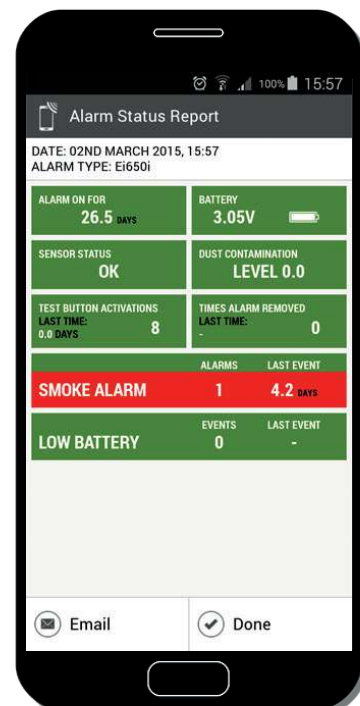 100% 15:57
Alarm Status Report
DATE: 02ND MARCH 2015, 15:57
ALARM TYPE: Ei650i
ALARM ON FOR BATTERY
26.5 DAYS 3.05V
SENSOR STATUS DUST CONTAMINATION
OK LEVEL 0.0
TEST BUTTON ACTIVATIONS TIMES ALARM REMOVED
LAST TIME: 8 LAST TIME: 0
0.0 DAYS -
ALARMS LAST EVENT
SMOKE ALARM 1 4.2 DAYS
EVENTS LAST EVENT
LOW BATTERY 0 -
Email Done